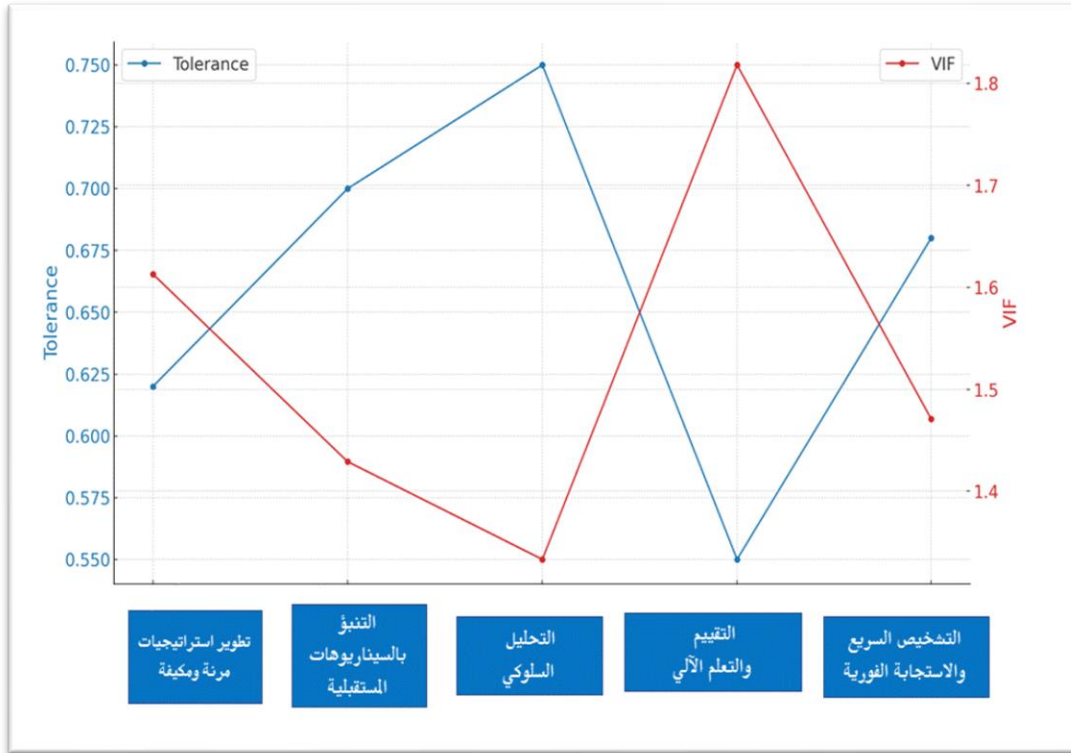 Tolerance
VIF
0.750
0.725
0.700
0.675
0.650
0.625
0.600
0.575
0.550
Tolerance
1.8
1.7
1.6
1.5
1.4
VIF
تطوير استراتيجيات
مرنة ومكيفة
التنبؤ
بالسيناريوهات
المستقبلية
التحليل
السلوكي
التقييم
والتعلم الآلي
التشخيص السريع
والاستجابة الفورية